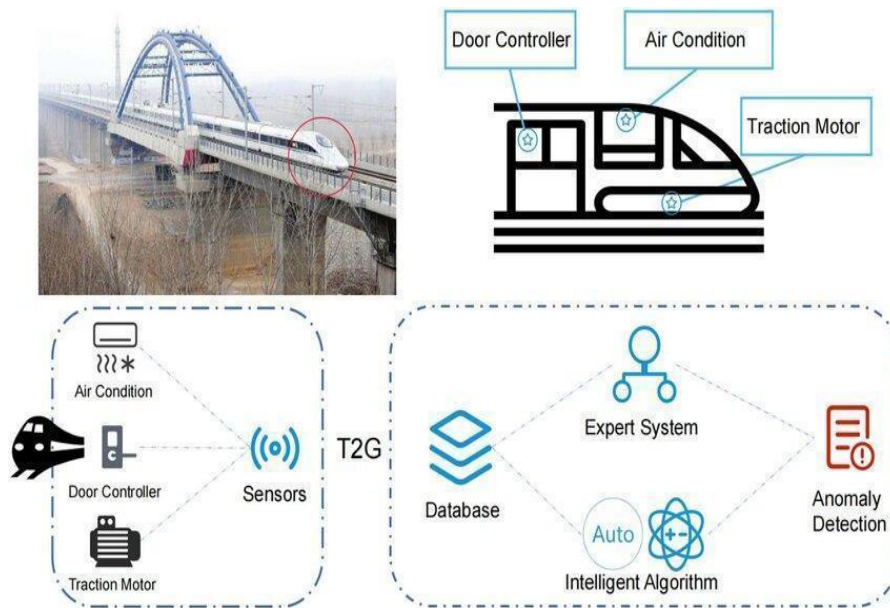 Door Controller
Air Condition
Traction Motor
Air Condition
Door Controller
Traction Motor
Sensors
T2G
Database
Expert System
Auto
Intelligent Algorithm
Anomaly
Detection